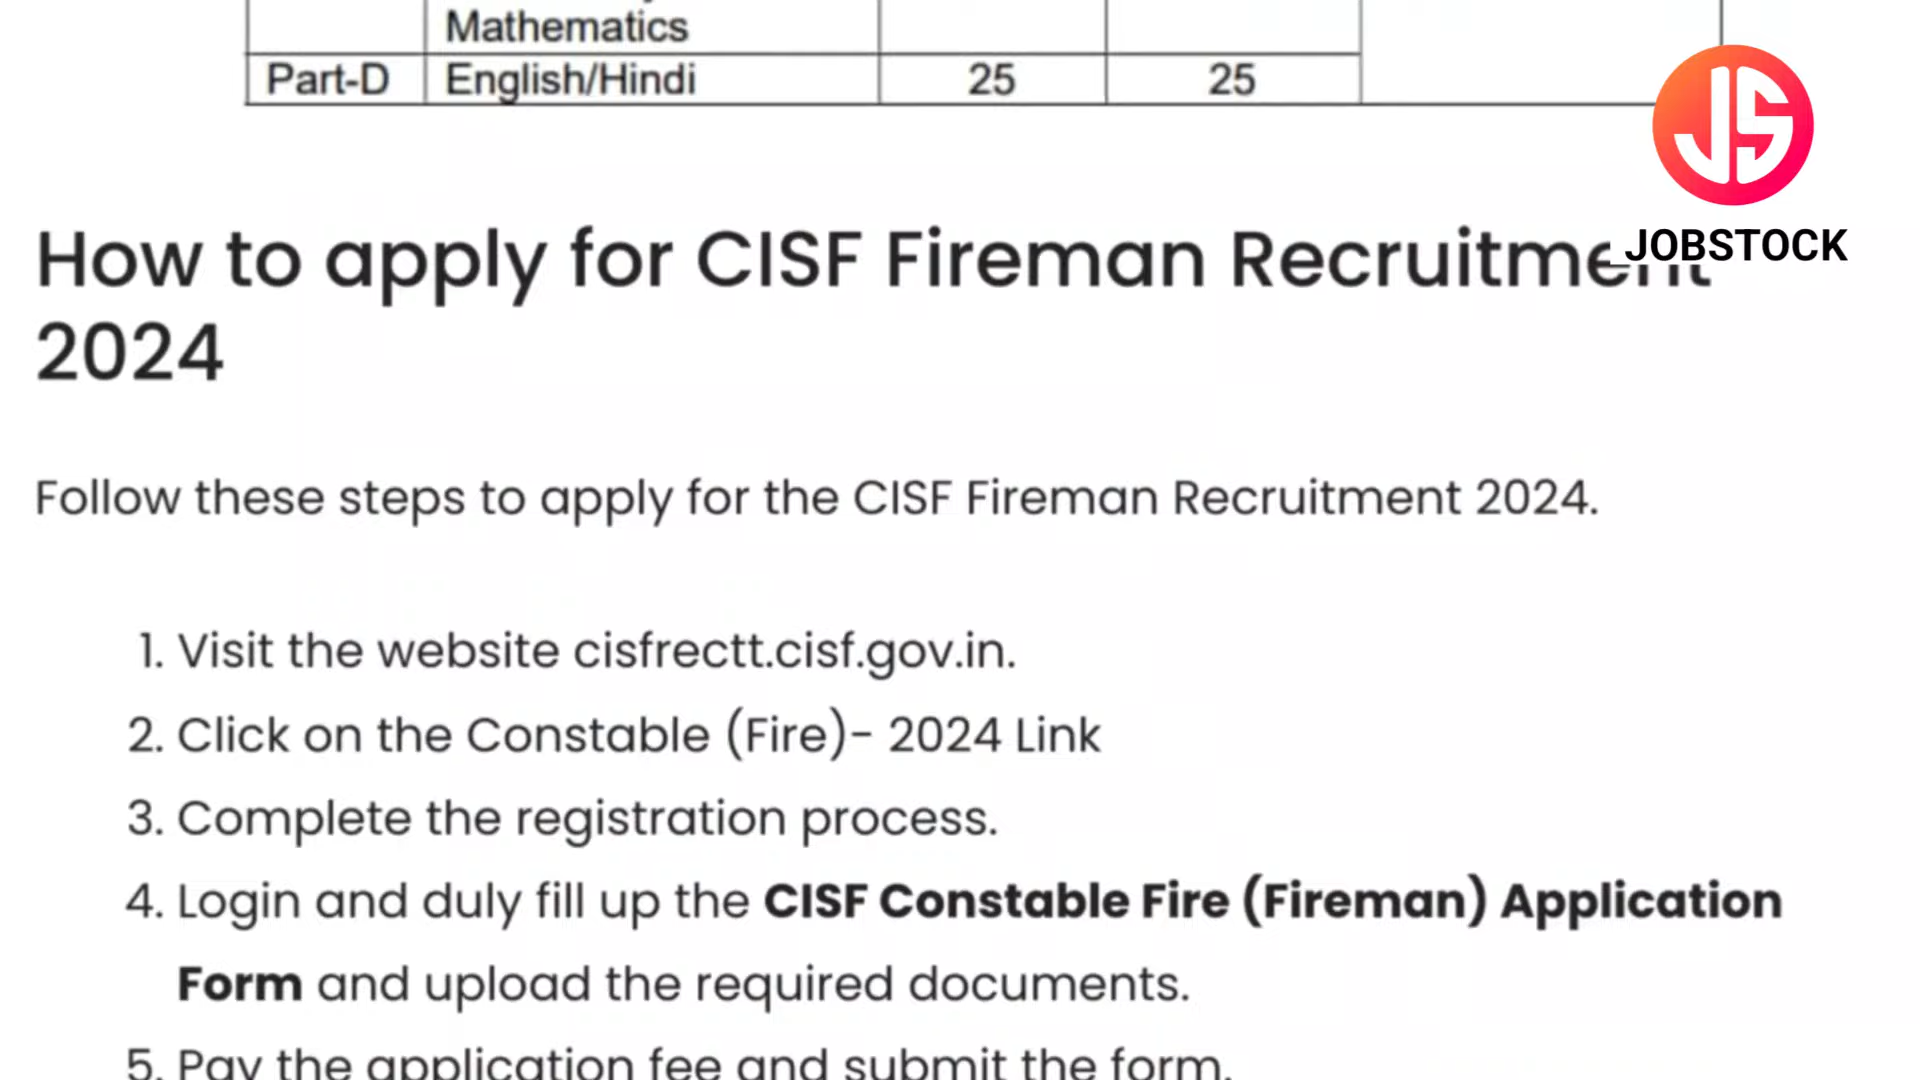 Mathematics
Part-D English/Hindi 25 25
JS
JOBSTOCK
How to apply for CISF Fireman Recruitment
2024
Follow these steps to apply for the CISF Fireman Recruitment 2024.
1. Visit the website cisfrectt.cisf.gov.in.
2. Click on the Constable (Fire)- 2024 Link
3. Complete the registration process.
4. Login and duly fill up the CISF Constable Fire (Fireman) Application
Form and upload the required documents.
5. Pay the application fee and submit the form.